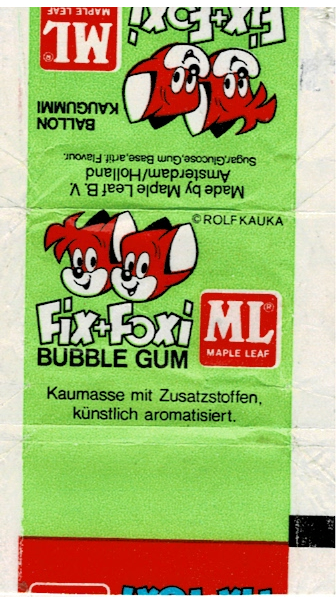 FiX+FOXi
ML®
MAPLE LEAF
BALLON
KAUGUMMI
Sugar,Glucose,Gum Base,artif.Flavour.
Amsterdam/Holland
Made by Maple Leaf B.V.
© ROLF KAUKA
FiX+FOXi
BUBBLE GUM
ML®
MAPLE LEAF
Kaumasse mit Zusatzstoffen,
künstlich aromatisiert.